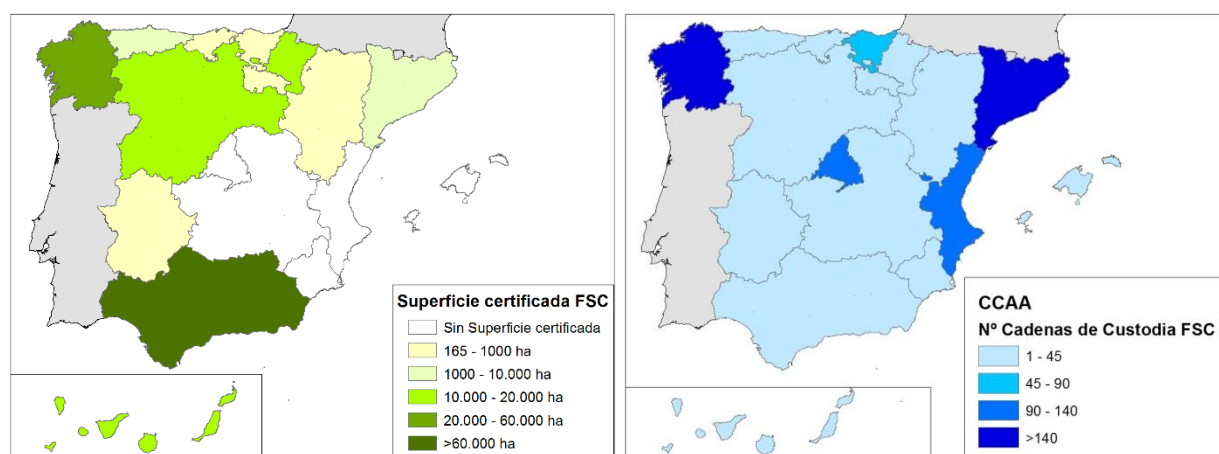 Superficie certificada FSC
Sin Superficie certificada
165 - 1000 ha
1000 - 10.000 ha
10.000 - 20.000 ha
20.000 - 60.000 ha
>60.000 ha
CCAA
Nº Cadenas de Custodia FSC
1 - 45
45 - 90
90 - 140
>140